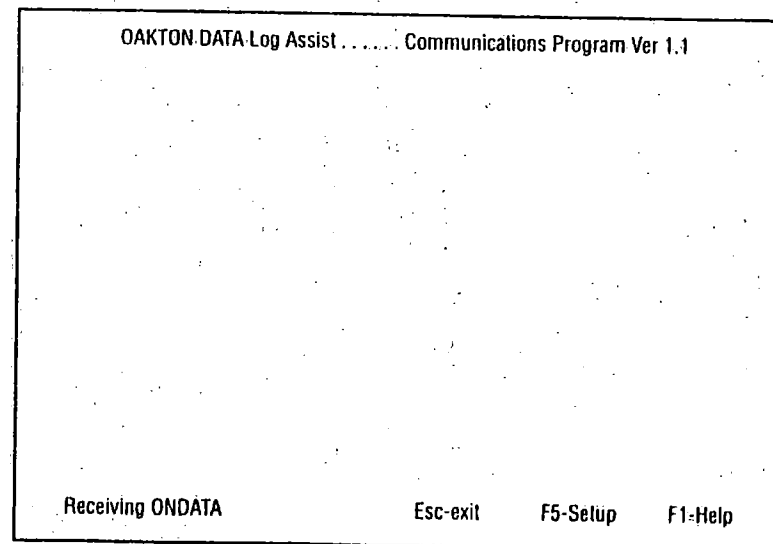 OAKTON DATA Log Assist ...... Communications Program Ver 1.1
Receiving ONDATA Esc-exit F5-Setup F1-Help